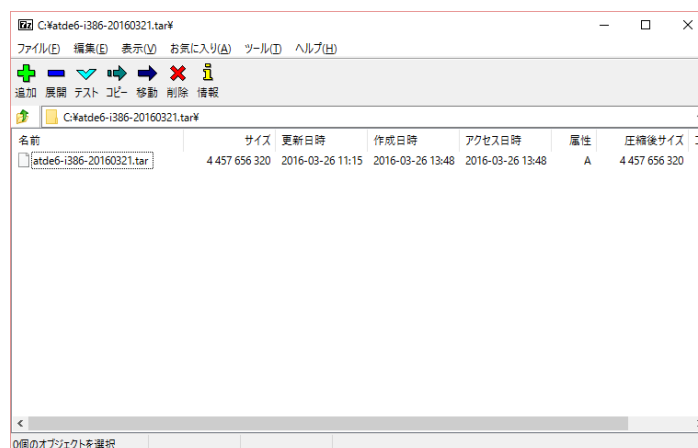 7z C:¥atde6-i386-20160321.tar¥
ファイル(F) 編集(E) 表示(V) お気に入り(A) ツール(T) ヘルプ(H)
追加 展開 テスト コピー 移動 削除 情報
C:¥atde6-i386-20160321.tar¥
名前 サイズ 更新日時 作成日時 アクセス日時 属性 圧縮後サイズ
atde6-i386-20160321.tar 4 457 656 320 2016-03-26 11:15 2016-03-26 13:48 2016-03-26 13:48 A 4 457 656 320
0個のオブジェクトを選択